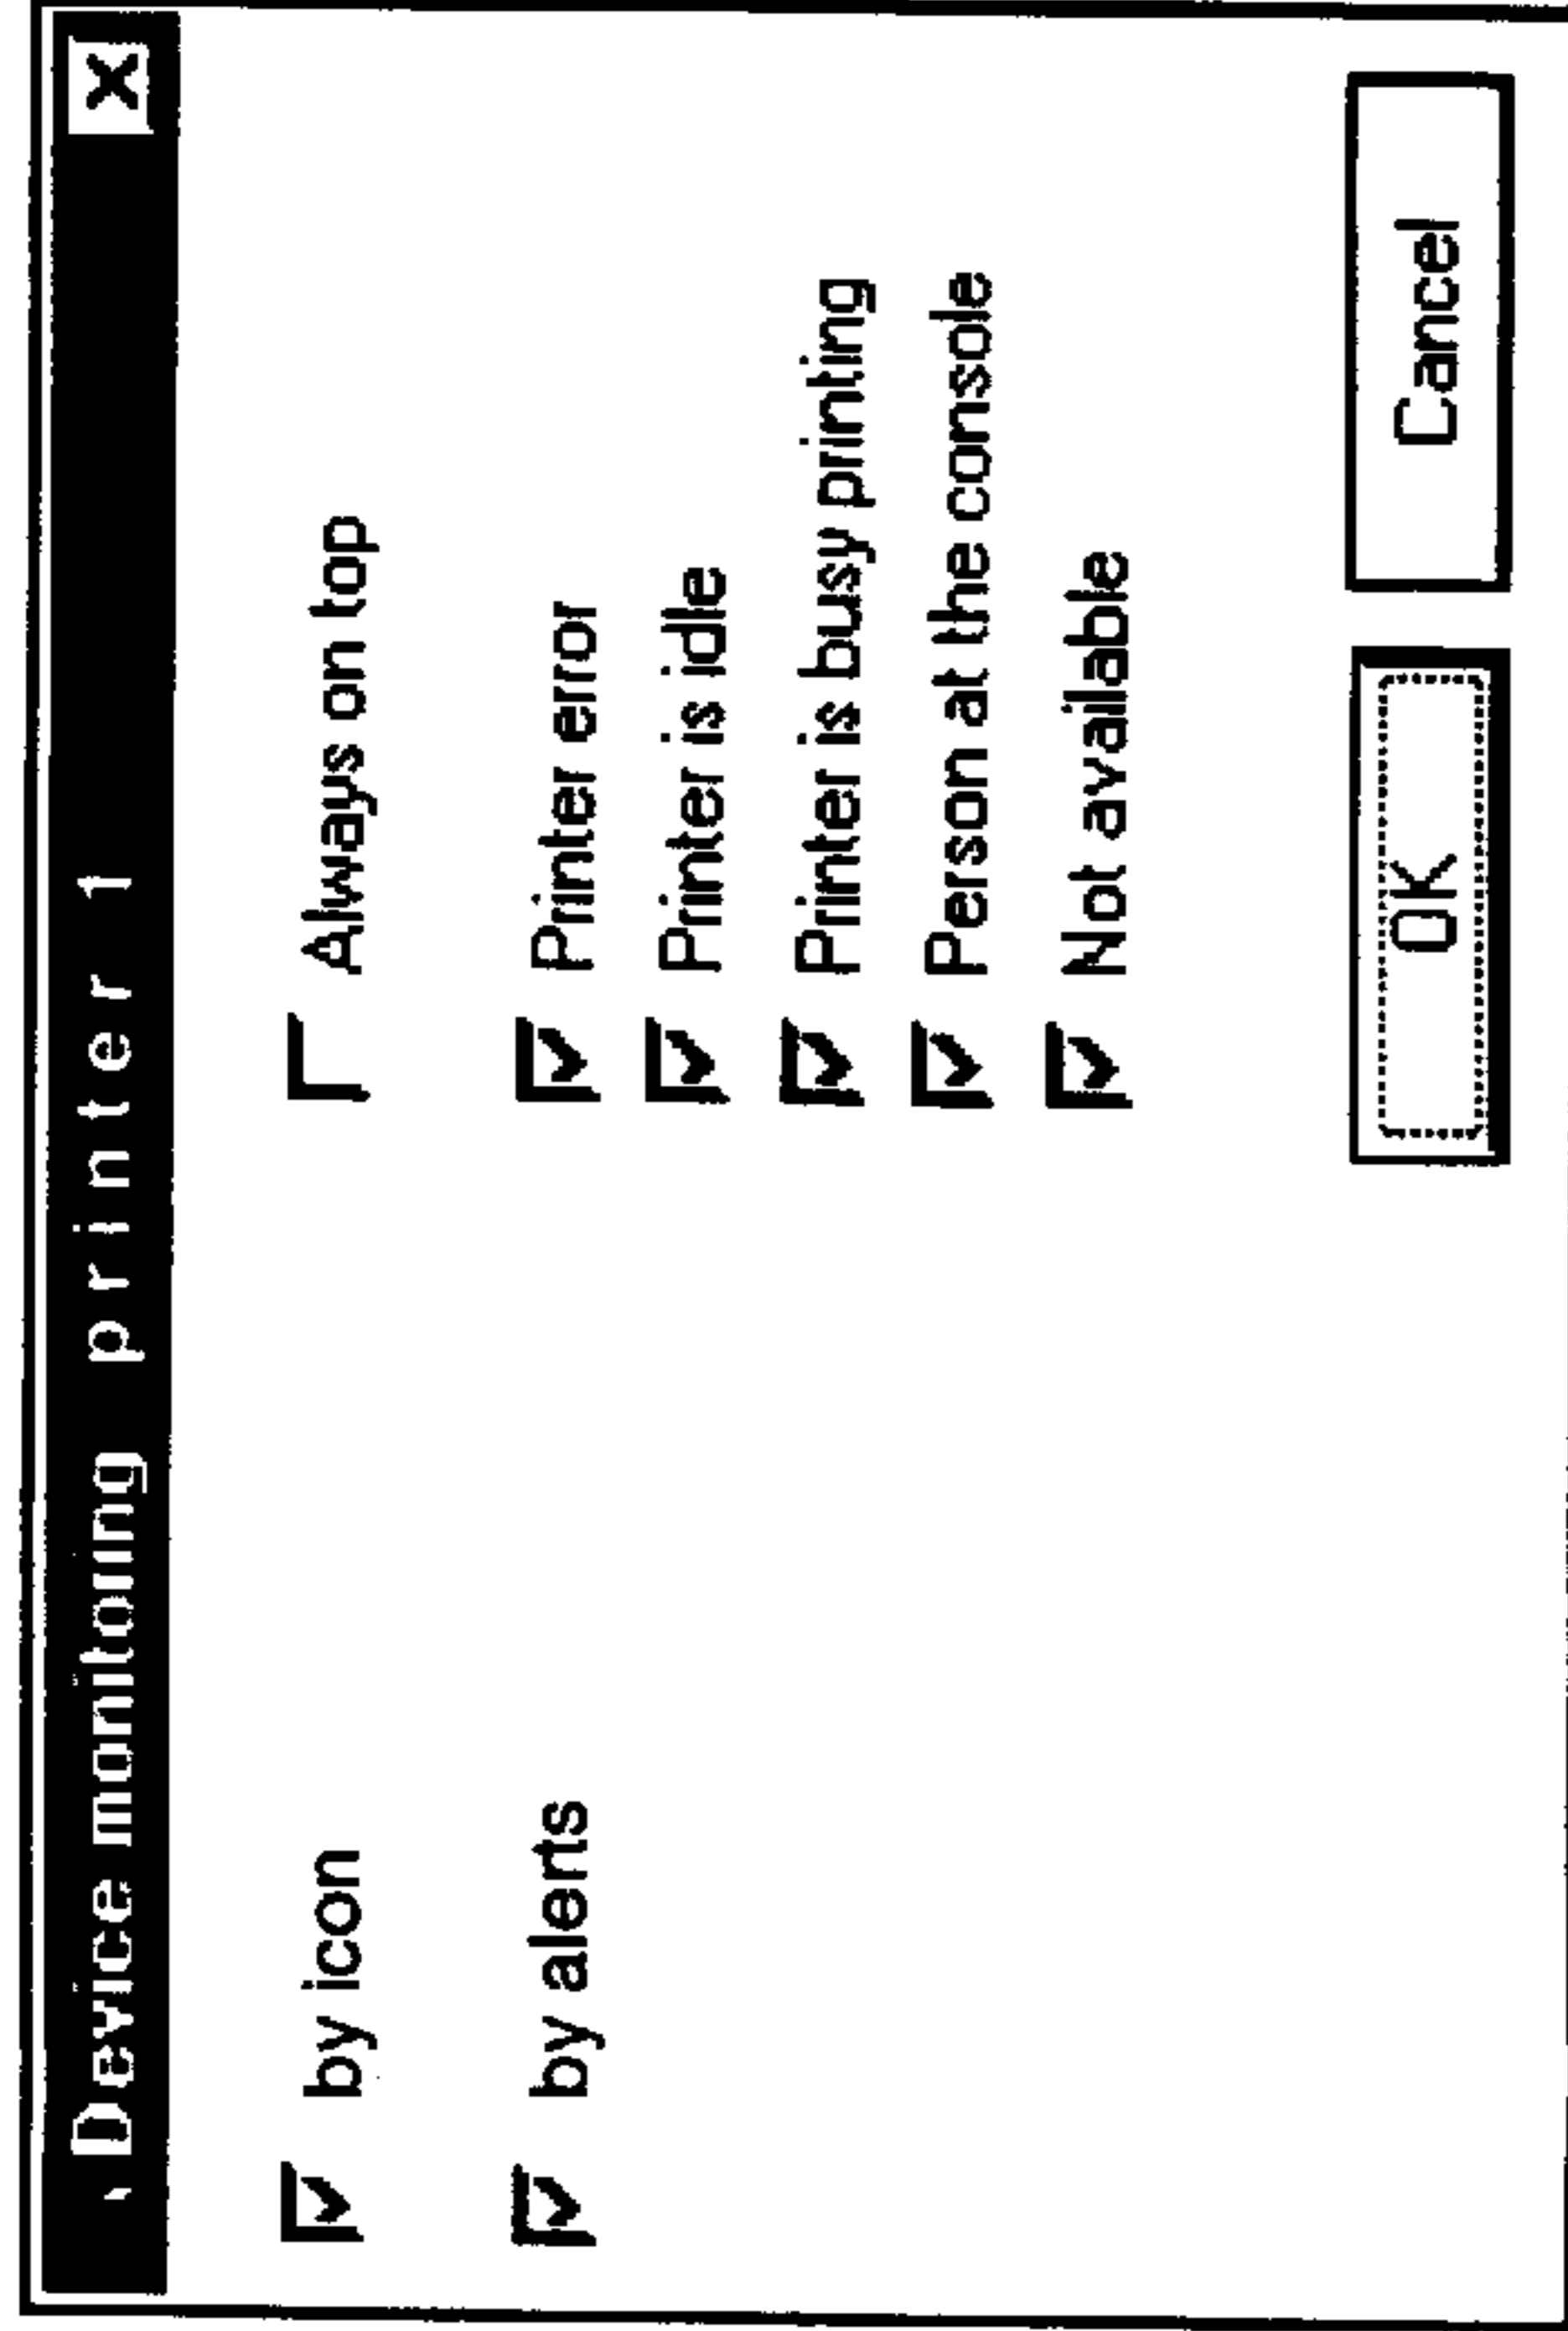 Device monitoring printer 1 x
by icon Always on top
by alerts Printer error
Printer is idle
Printer is busy printing
Person at the console
Not available
OK Cancel